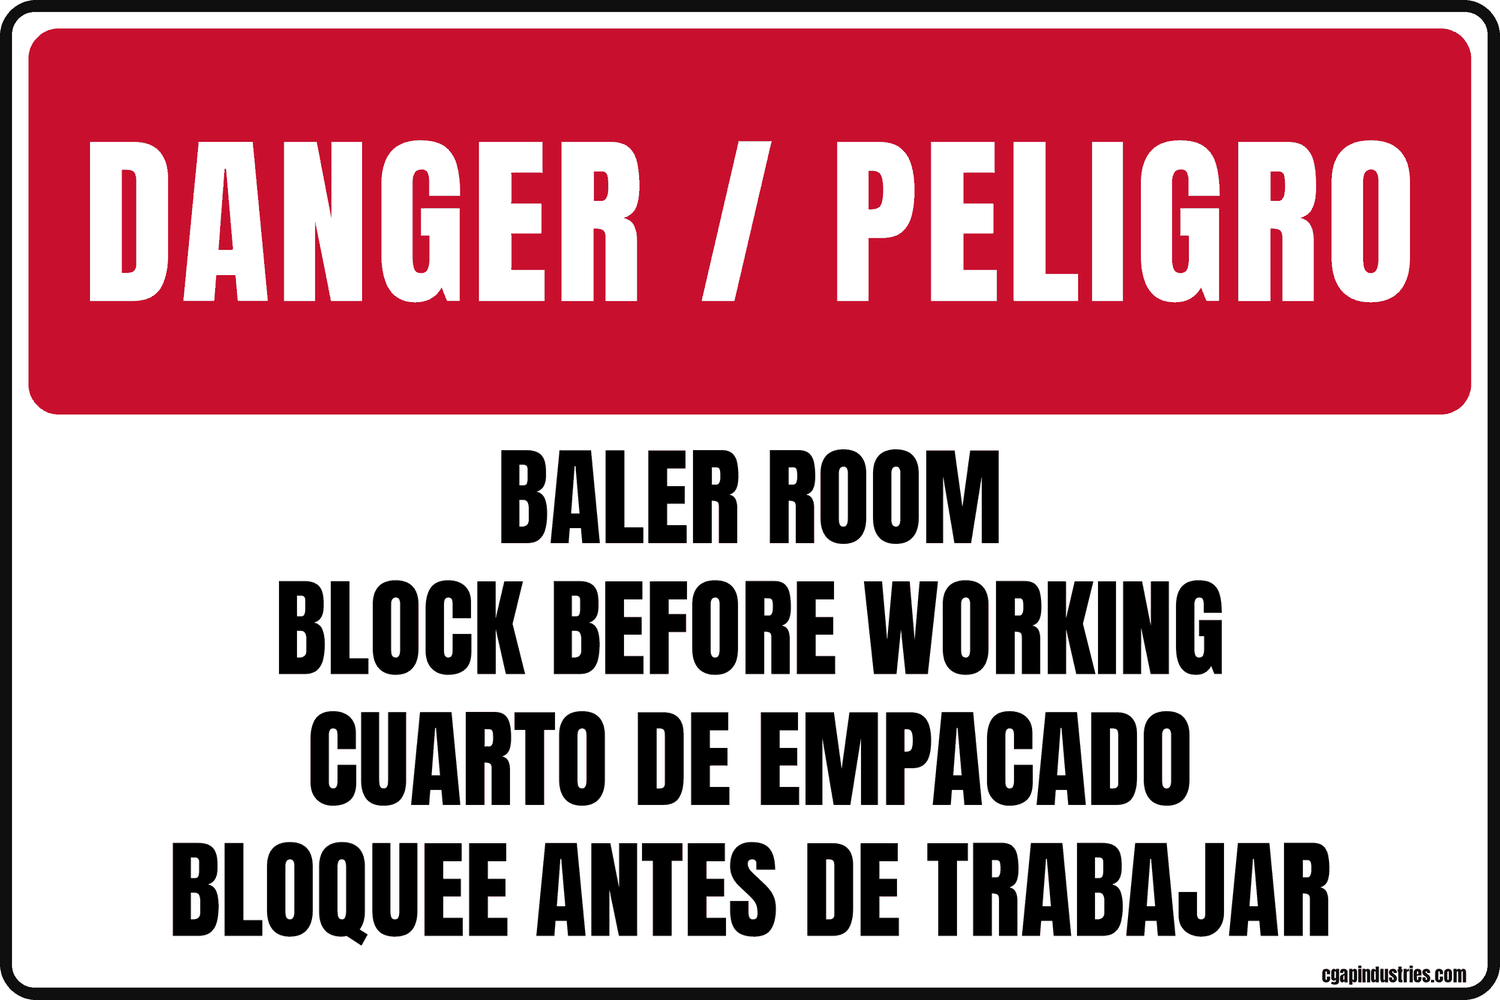 DANGER / PELIGRO
BALER ROOM
BLOCK BEFORE WORKING
CUARTO DE EMPACADO
BLOQUEE ANTES DE TRABAJAR
cgapindustries.com